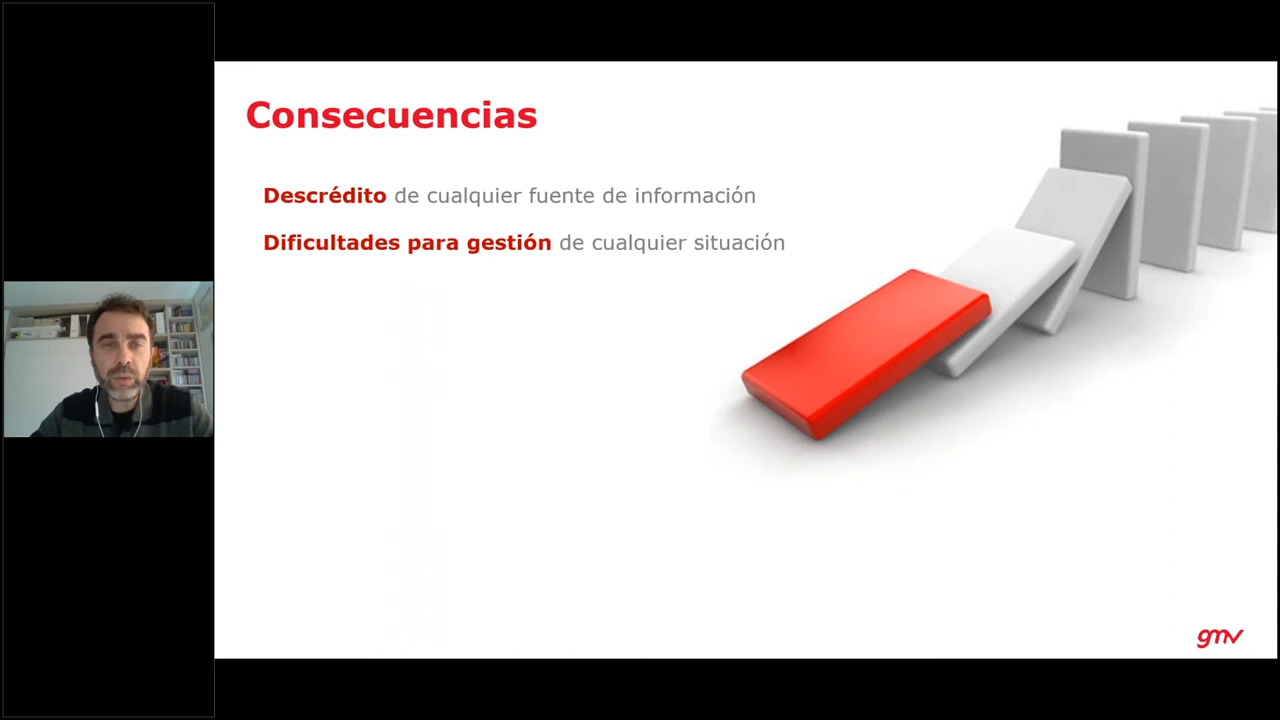 Consecuencias
Descrédito de cualquier fuente de información
Dificultades para gestión de cualquier situación
gmv